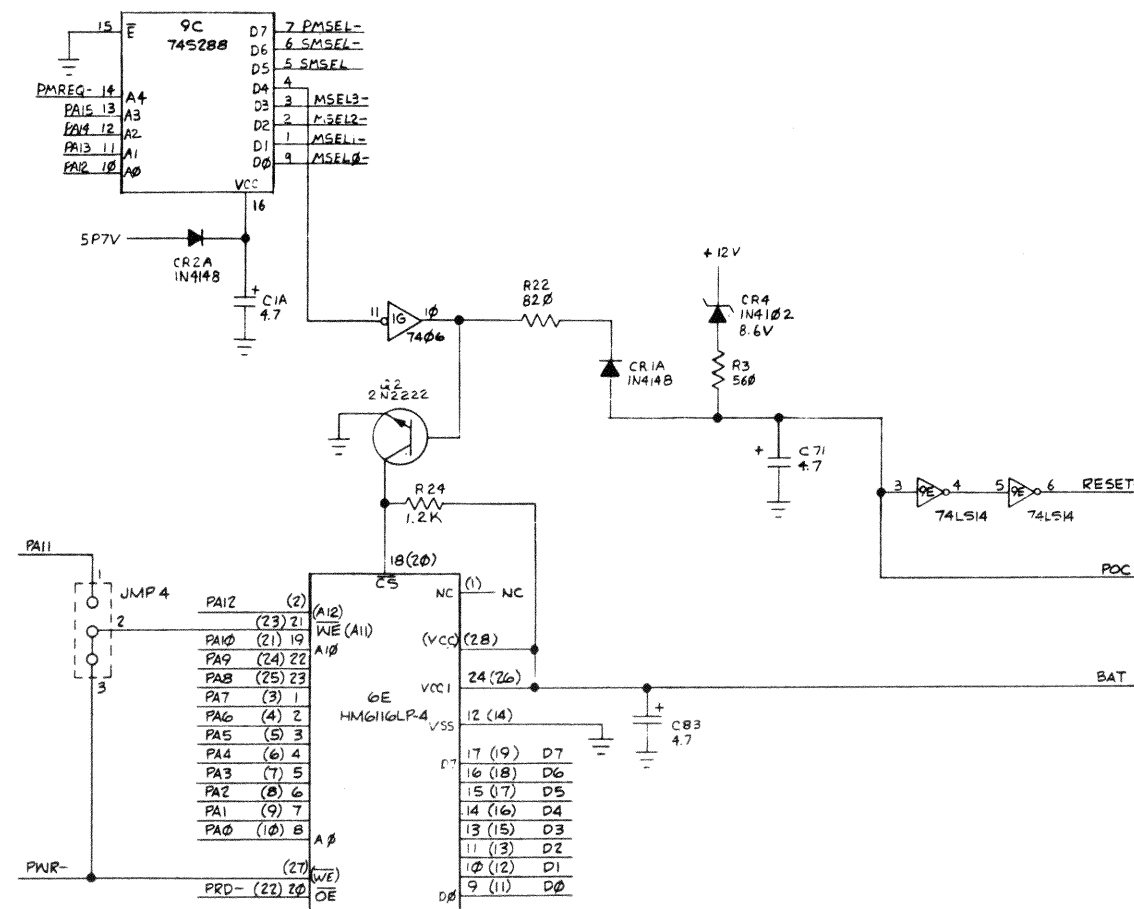 15 E 9C D7 7 PMSEL-
74S288 D6 6 SMSEL-
D5 5 SMSEL
D4 4
PMREQ- 14 A4 D3 3 MSEL3-
PA15 13 A3 D2 2 MSEL2-
PA14 12 A2 D1 1 MSEL1-
PA13 11 A1 DØ 9 MSELØ-
PA12 1Ø AØ
VCC
16
5P7V
CR2A
1N4148
+ C1A
4.7
11 1G 1Ø
74Ø6
R22
82Ø
+12V
CR4
1N41Ø2
8.6V
R3
56Ø
CR1A
1N4148
Q2
2N2222
+ C71
4.7
R24
1.2K
3 9E 4 5 9E 6 RESET
74LS14 74LS14
POC
PA11
1
JMP4
2
3
18(2Ø)
CS
NC (1) NC
PA12 (2) (A12)
(23) 21 WE (A11)
PA1Ø (21) 19 A1Ø
PA9 (24) 22
PA8 (25) 23
PA7 (3) 1
PA6 (4) 2
PA5 (5) 3
PA4 (6) 4
PA3 (7) 5
PA2 (8) 6
PA1 (9) 7
PAØ (1Ø) 8 AØ
PWR- (27) (WE)
PRD- (22) 2Ø OE
6E
HM6116LP-4
(VCC) (28)
VCC1 24 (26) BAT
VSS 12 (14)
+ C83
4.7
D7 17 (19) D7
16 (18) D6
15 (17) D5
14 (16) D4
13 (15) D3
11 (13) D2
1Ø (12) D1
DØ 9 (11) DØ